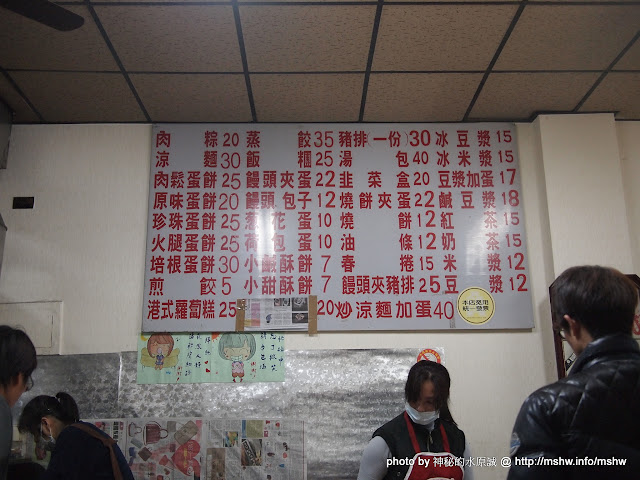 肉粽20 蒸餃35 豬排(一份)30 冰豆漿15
涼麵30 飯糰25 湯包40 冰米漿15
肉鬆蛋餅25 饅頭夾蛋22 韭菜盒20 豆漿加蛋17
原味蛋餅20 饅頭包子12 燒餅夾蛋22 鹹豆漿18
珍珠蛋餅25 蔥花蛋10 燒餅12 紅茶15
火腿蛋餅25 荷包蛋10 油條12 奶茶15
培根蛋餅30 小鹹酥餅7 春捲15 米漿12
煎餃5 小甜酥餅7 饅頭夾豬排25 豆漿12
港式蘿蔔糕25 20 炒涼麵加蛋40
本店免用
統一發票
photo by 神秘の水原誠 @ http://mshw.info/mshw